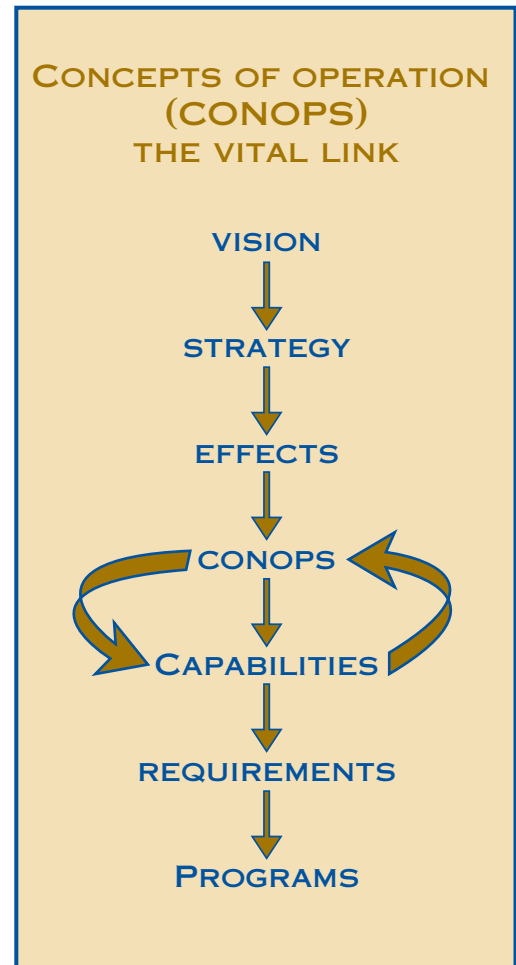 CONCEPTS OF OPERATION
(CONOPS)
THE VITAL LINK
VISION
STRATEGY
EFFECTS
CONOPS
CAPABILITIES
REQUIREMENTS
PROGRAMS